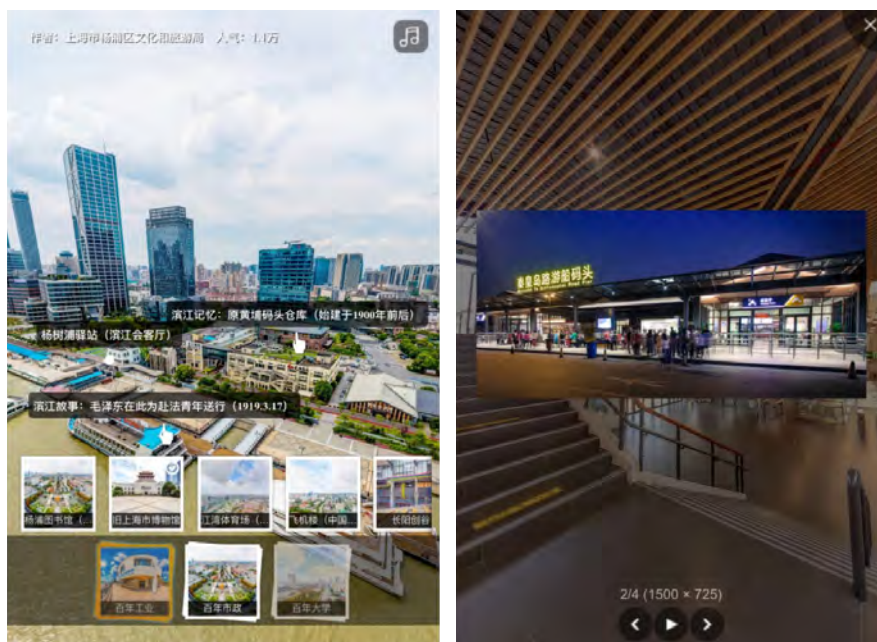 作者：上海市杨浦区文化和旅游局 人气：1.1万
滨江记忆：原黄埔码头仓库（始建于1900年前后）
杨树浦驿站（滨江会客厅）
滨江故事：毛泽东在此为赴法青年送行（1919.3.17）
杨浦图书馆（...
旧上海市博物馆
江湾体育场（...
飞机楼（中国...
长阳创谷
百年工业
百年市政
百年大学
秦皇岛路游船码头
2/4 (1500 × 725)